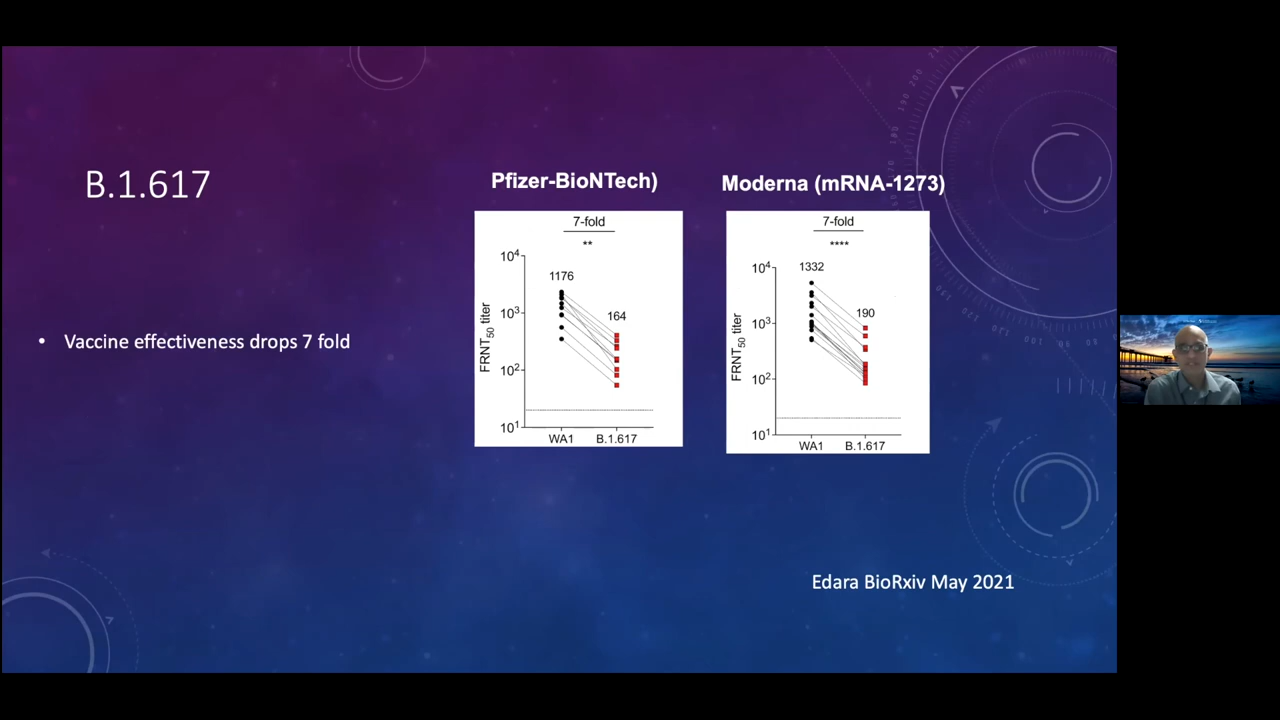 B.1.617
• Vaccine effectiveness drops 7 fold
Pfizer-BioNTech)
7-fold
**
1176
164
10⁴
10³
10²
10¹
FRNT₅₀ titer
WA1 B.1.617
Moderna (mRNA-1273)
7-fold
****
1332
190
10⁴
10³
10²
10¹
FRNT₅₀ titer
WA1 B.1.617
Edara BioRxiv May 2021